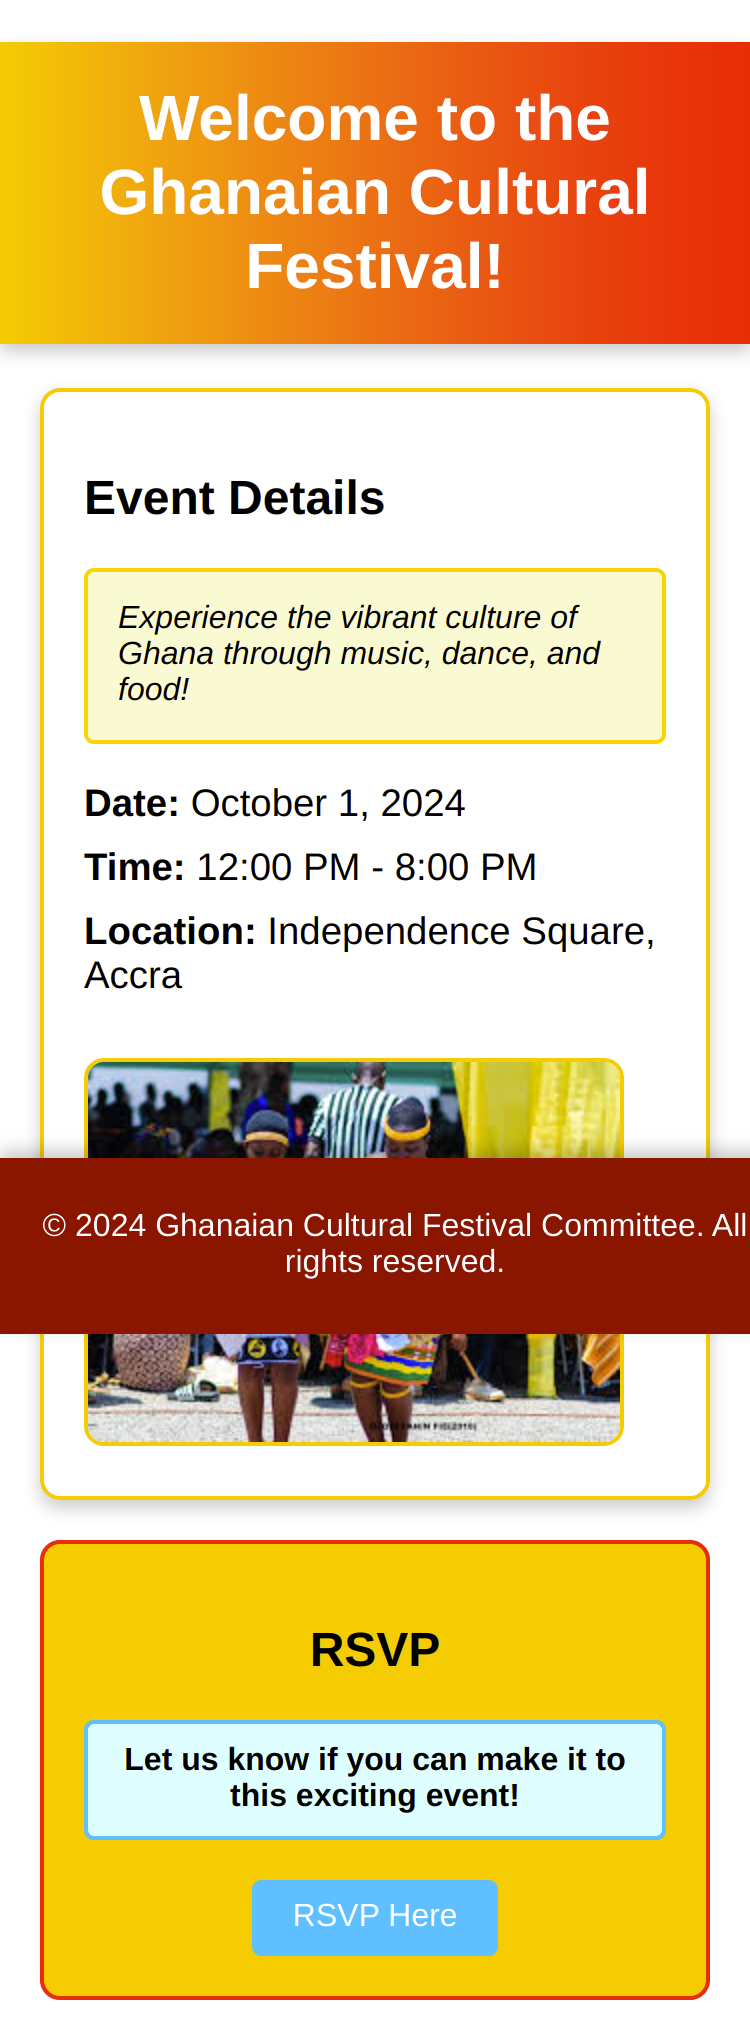 Welcome to the
Ghanaian Cultural
Festival!
Event Details
Experience the vibrant culture of
Ghana through music, dance, and
food!
Date: October 1, 2024
Time: 12:00 PM - 8:00 PM
Location: Independence Square,
Accra
© 2024 Ghanaian Cultural Festival Committee. All
rights reserved.
RSVP
Let us know if you can make it to
this exciting event!
RSVP Here